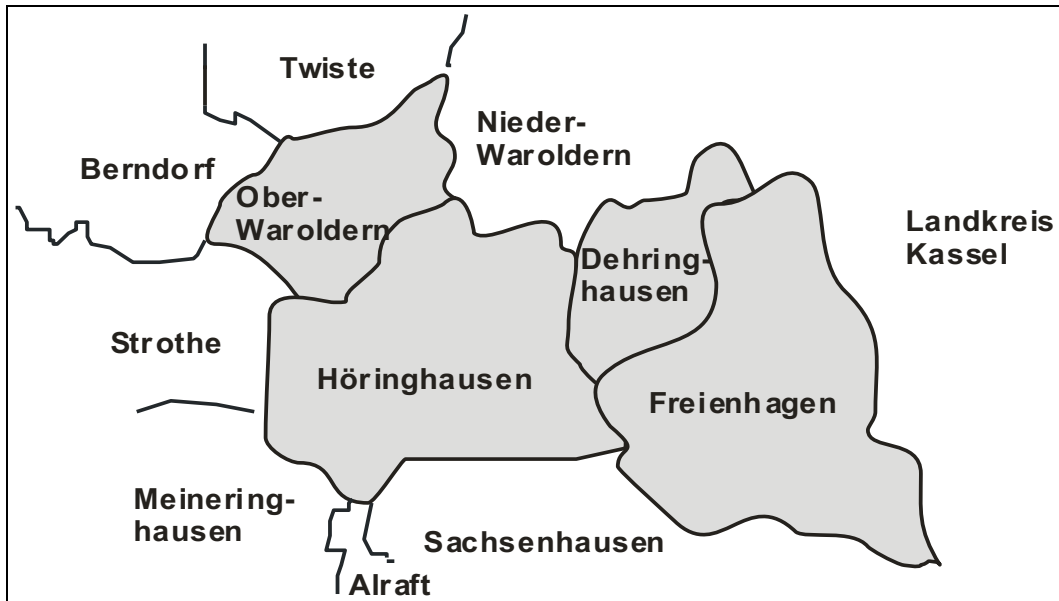 Twiste
Nieder-
Waroldern
Berndorf
Ober-
Waroldern
Landkreis
Kassel
Dehring-
hausen
Strothe
Höringhausen
Freienhagen
Meinering-
hausen
Sachsenhausen
Alraft